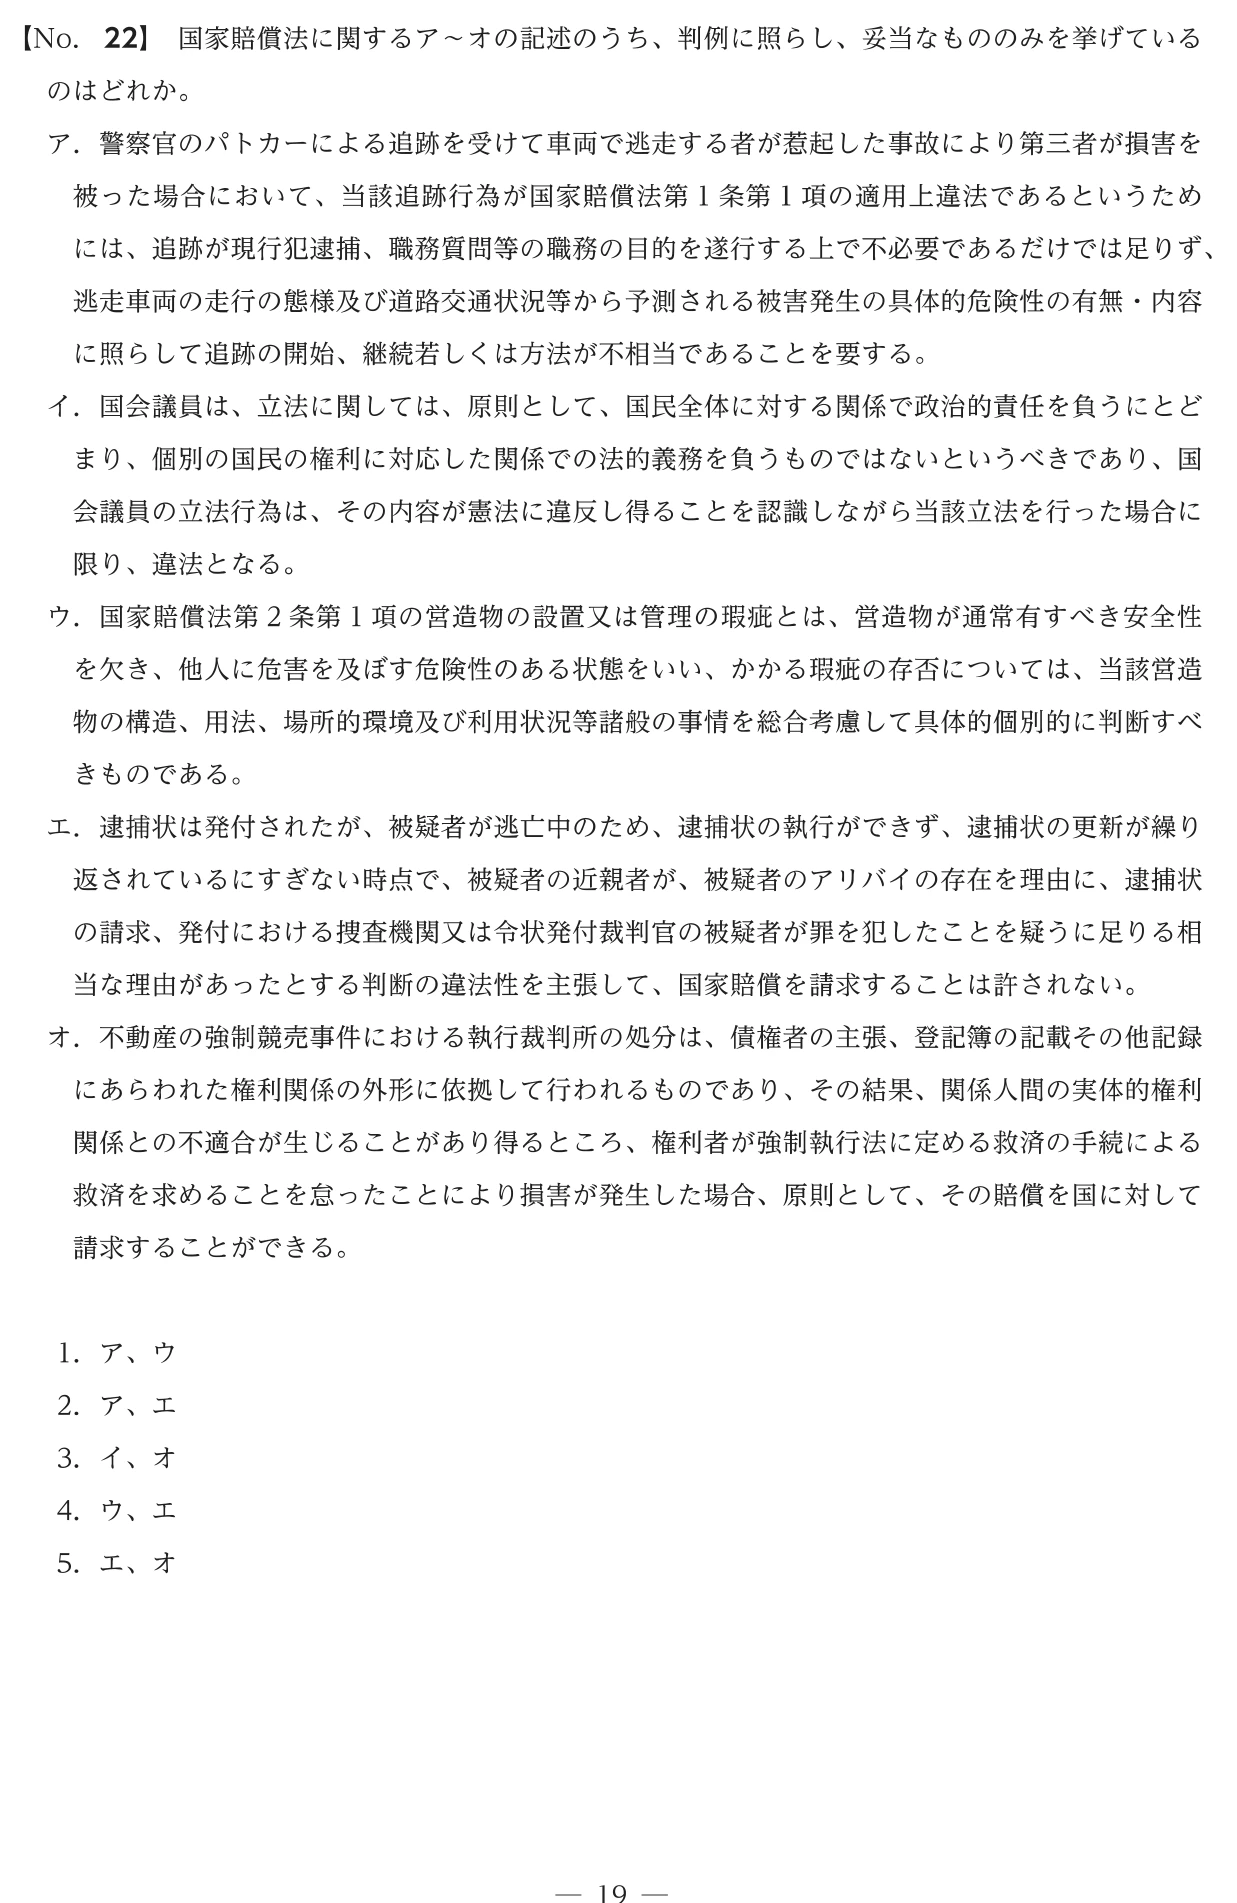 【No. 22】 国家賠償法に関するア～オの記述のうち、判例に照らし、妥当なもののみを挙げている
のはどれか。
ア．警察官のパトカーによる追跡を受けて車両で逃走する者が惹起した事故により第三者が損害を
被った場合において、当該追跡行為が国家賠償法第1条第1項の適用上違法であるというため
には、追跡が現行犯逮捕、職務質問等の職務の目的を遂行する上で不必要であるだけでは足りず、
逃走車両の走行の態様及び道路交通状況等から予測される被害発生の具体的危険性の有無・内容
に照らして追跡の開始、継続若しくは方法が不相当であることを要する。
イ．国会議員は、立法に関しては、原則として、国民全体に対する関係で政治的責任を負うにとど
まり、個別の国民の権利に対応した関係での法的義務を負うものではないというべきであり、国
会議員の立法行為は、その内容が憲法に違反し得ることを認識しながら当該立法を行った場合に
限り、違法となる。
ウ．国家賠償法第2条第1項の営造物の設置又は管理の瑕疵とは、営造物が通常有すべき安全性
を欠き、他人に危害を及ぼす危険性のある状態をいい、かかる瑕疵の存否については、当該営造
物の構造、用法、場所的環境及び利用状況等諸般の事情を総合考慮して具体的個別的に判断すべ
きものである。
エ．逮捕状は発付されたが、被疑者が逃亡中のため、逮捕状の執行ができず、逮捕状の更新が繰り
返されているにすぎない時点で、被疑者の近親者が、被疑者のアリバイの存在を理由に、逮捕状
の請求、発付における捜査機関又は令状発付裁判官の被疑者が罪を犯したことを疑うに足りる相
当な理由があったとする判断の違法性を主張して、国家賠償を請求することは許されない。
オ．不動産の強制競売事件における執行裁判所の処分は、債権者の主張、登記簿の記載その他記録
にあらわれた権利関係の外形に依拠して行われるものであり、その結果、関係人間の実体的権利
関係との不適合が生じることがあり得るところ、権利者が強制執行法に定める救済の手続による
救済を求めることを怠ったことにより損害が発生した場合、原則として、その賠償を国に対して
請求することができる。
1．ア、ウ
2．ア、エ
3．イ、オ
4．ウ、エ
5．エ、オ
— 19 —